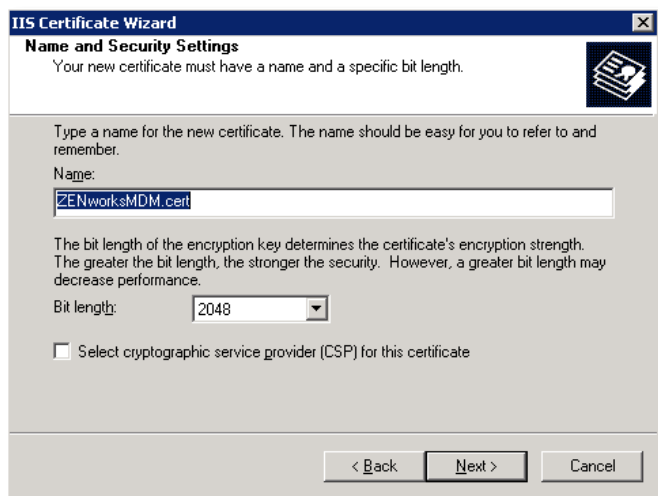 IIS Certificate Wizard
Name and Security Settings
Your new certificate must have a name and a specific bit length.
Type a name for the new certificate. The name should be easy for you to refer to and
remember.
Name:
ZENworksMDM.cert
The bit length of the encryption key determines the certificate's encryption strength.
The greater the bit length, the stronger the security.  However, a greater bit length may
decrease performance.
Bit length: 2048
Select cryptographic service provider (CSP) for this certificate
< Back Next > Cancel